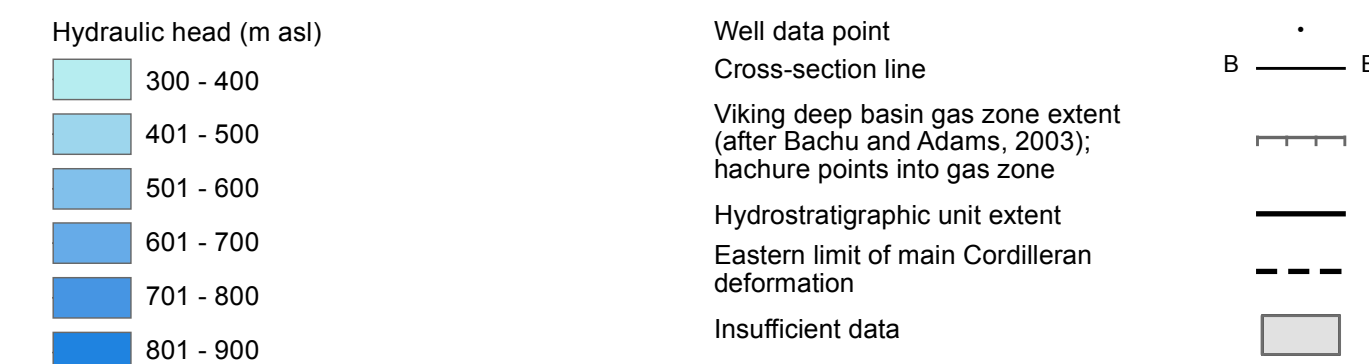 Hydraulic head (m asl)
300 - 400
401 - 500
501 - 600
601 - 700
701 - 800
801 - 900
Well data point
Cross-section line
B
Viking deep basin gas zone extent
(after Bachu and Adams, 2003);
hachure points into gas zone
Hydrostratigraphic unit extent
Eastern limit of main Cordilleran
deformation
Insufficient data